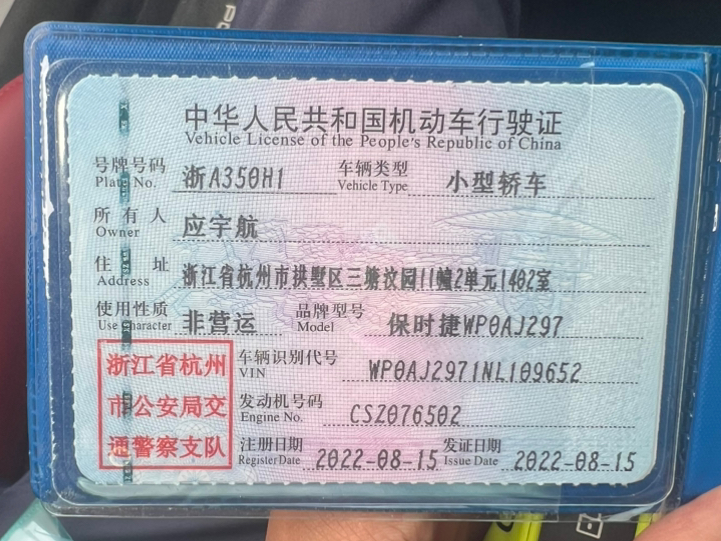 中华人民共和国机动车行驶证
Vehicle License of the People's Republic of China
号牌号码 浙A350H1 车辆类型 小型轿车
Plate No. Vehicle Type
所有人 应宇航
Owner
住址 浙江省杭州市拱墅区三塘汶园11幢2单元1402室
Address
使用性质 非营运 品牌型号 保时捷WP0AJ297
Use Character Model
浙江省杭州
市公安局交
通警察支队
车辆识别代号 WP0AJ2971NL109652
VIN
发动机号码 CSZ076502
Engine No.
注册日期 2022-08-15 发证日期 2022-08-15
Register Date Issue Date